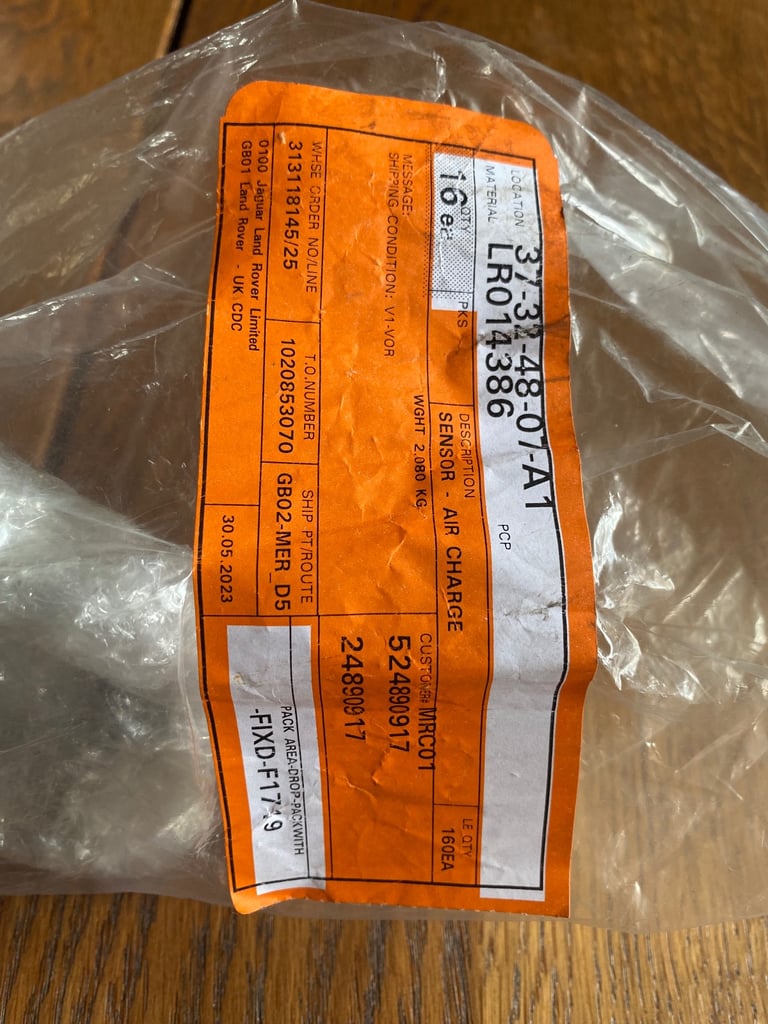 LOCATION 37-32-48-07-A1
MATERIAL LR014386 PCP
QTY PKS DESCRIPTION LE QTY
SENSOR - AIR CHARGE 160EA
WGHT 2.080 KG CUSTOMER MRC01
MESSAGE:
SHIPPING CONDITION: V1-VOR
524890917
24890917
WHSE ORDER NO/LINE T.O.NUMBER SHIP PT/ROUTE PACK AREA-DROP-PACKWITH
313118145/25 1020853070 GB02-MER_D5 -FIXD-F17
0100 Jaguar Land Rover Limited
GB01 Land Rover - UK CDC 30.05.2023